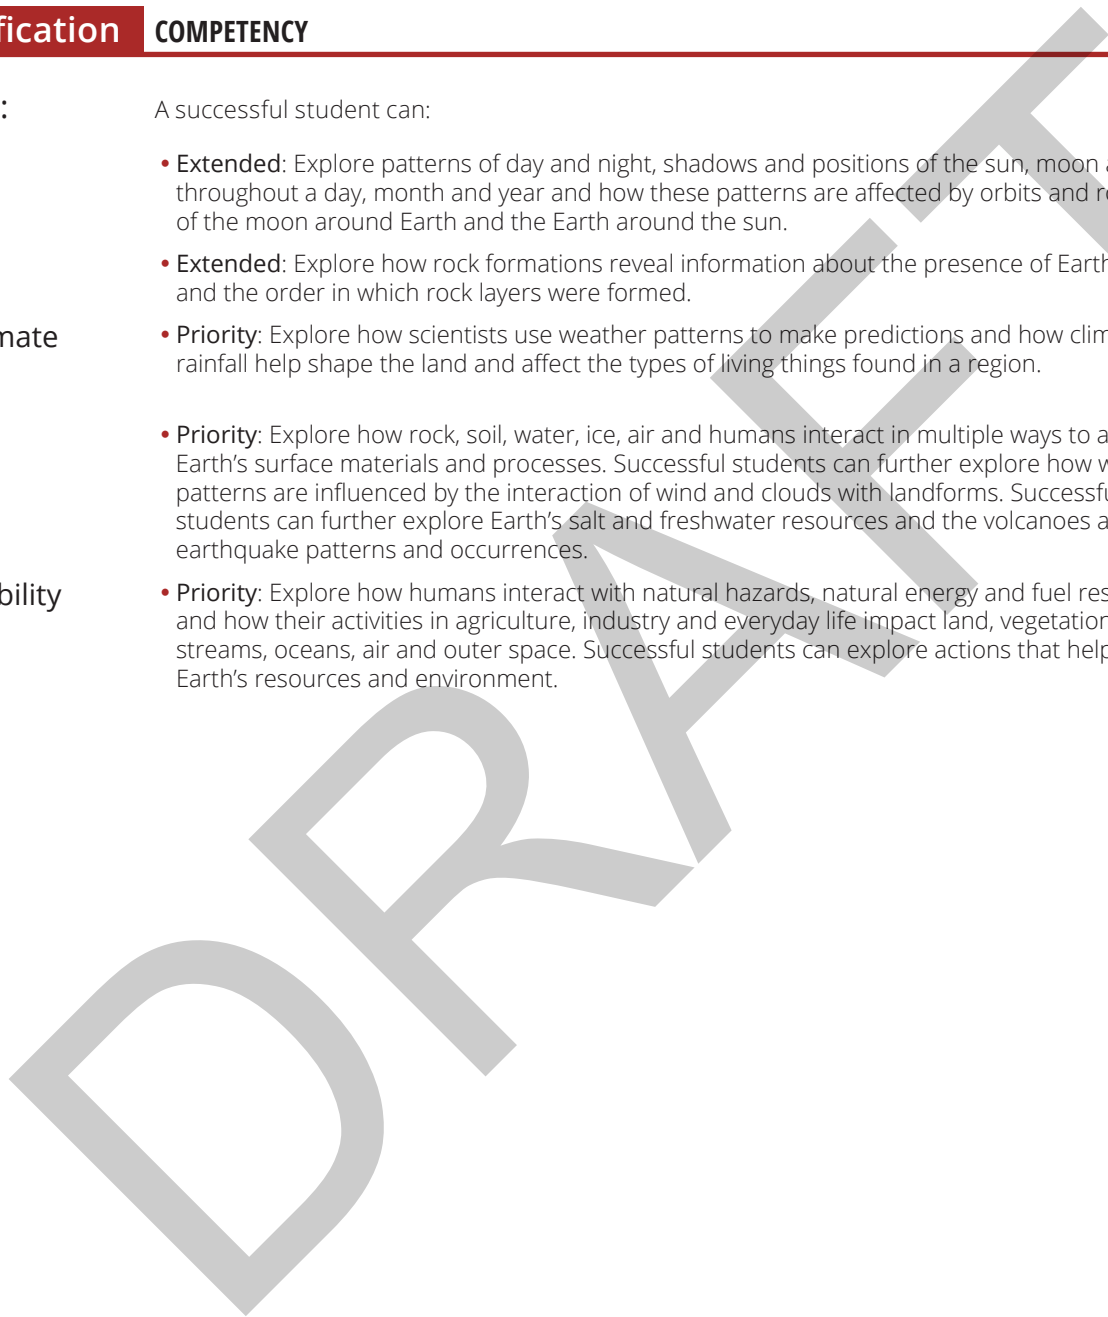 fication COMPETENCY
:
A successful student can:
• Extended: Explore patterns of day and night, shadows and positions of the sun, moon a
throughout a day, month and year and how these patterns are affected by orbits and r
of the moon around Earth and the Earth around the sun.
• Extended: Explore how rock formations reveal information about the presence of Earth
and the order in which rock layers were formed.
mate
• Priority: Explore how scientists use weather patterns to make predictions and how clim
rainfall help shape the land and affect the types of living things found in a region.
• Priority: Explore how rock, soil, water, ice, air and humans interact in multiple ways to a
Earth's surface materials and processes. Successful students can further explore how w
patterns are influenced by the interaction of wind and clouds with landforms. Successfu
students can further explore Earth's salt and freshwater resources and the volcanoes a
earthquake patterns and occurrences.
bility
• Priority: Explore how humans interact with natural hazards, natural energy and fuel res
and how their activities in agriculture, industry and everyday life impact land, vegetation
streams, oceans, air and outer space. Successful students can explore actions that help
Earth's resources and environment.
DRAFT